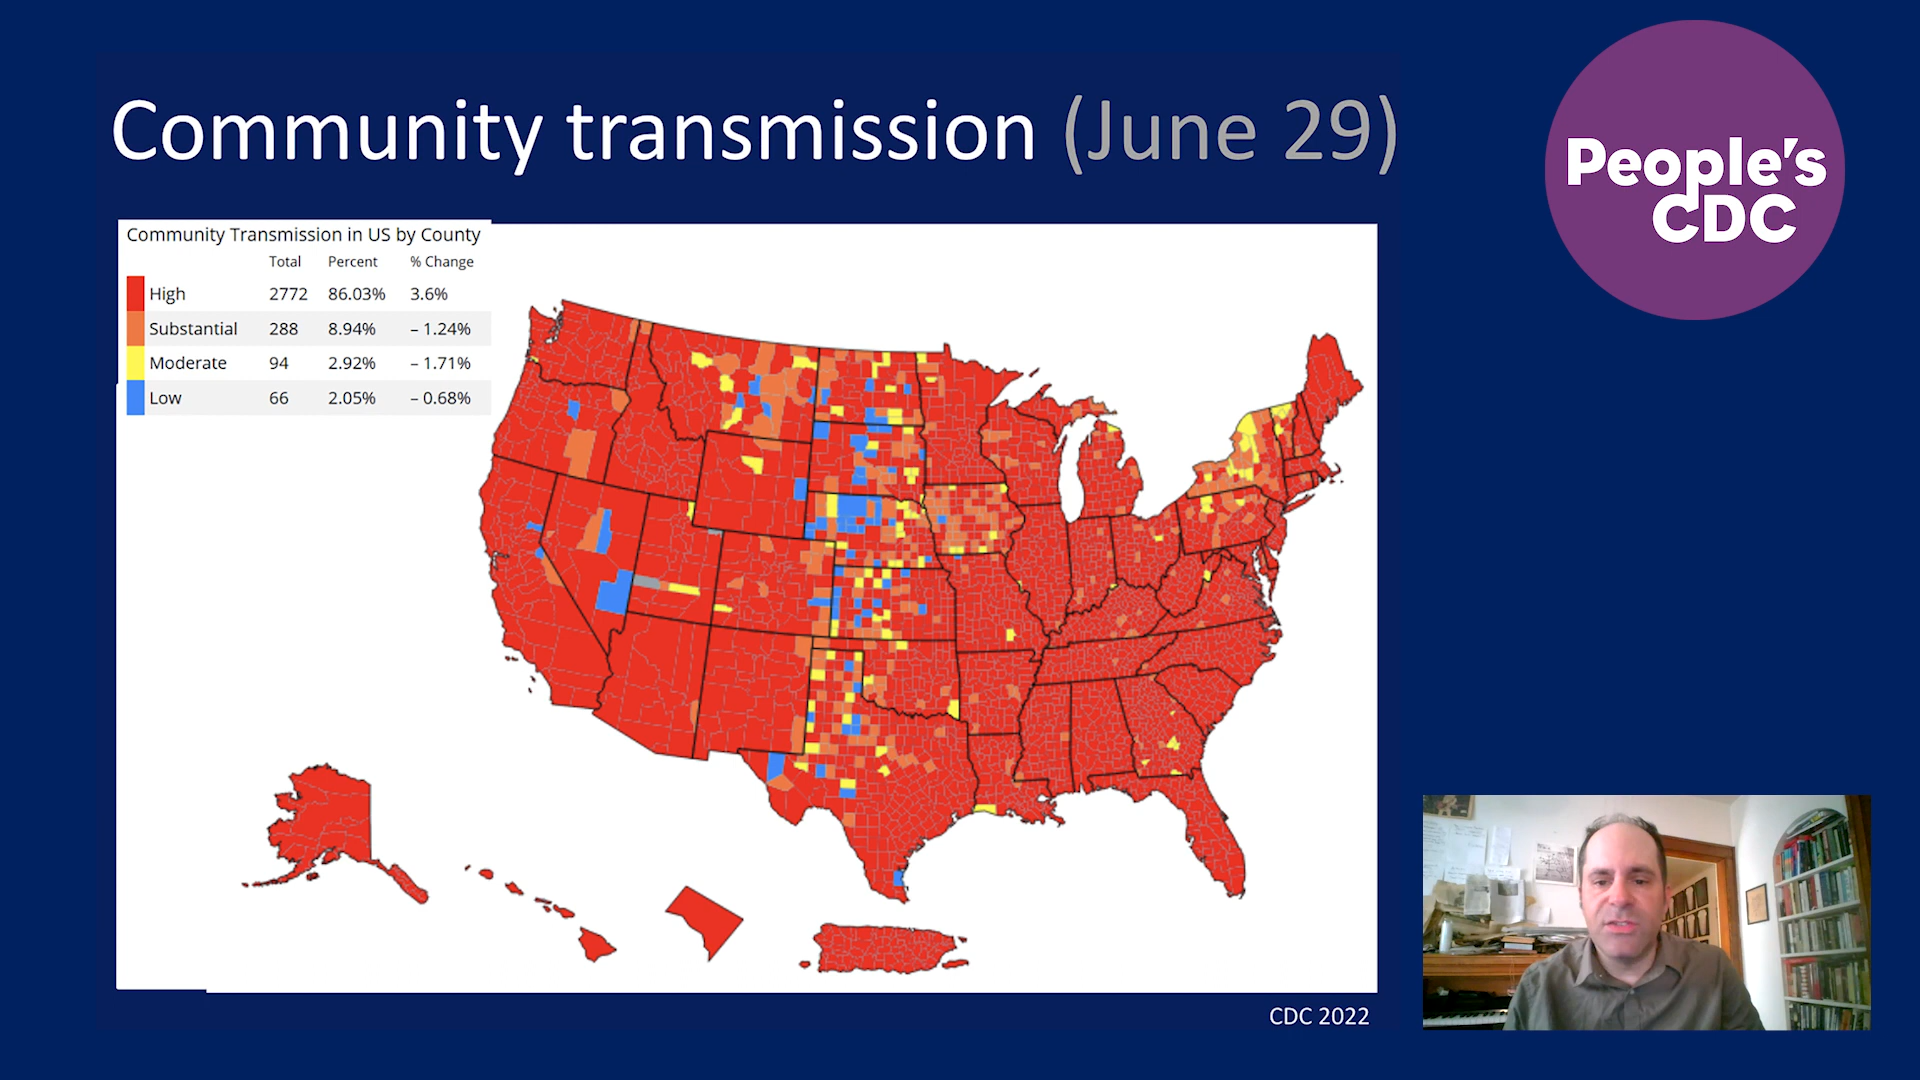 Community transmission (June 29)
People's
CDC
Community Transmission in US by County
Total Percent % Change
High 2772 86.03% 3.6%
Substantial 288 8.94% – 1.24%
Moderate 94 2.92% – 1.71%
Low 66 2.05% – 0.68%
CDC 2022